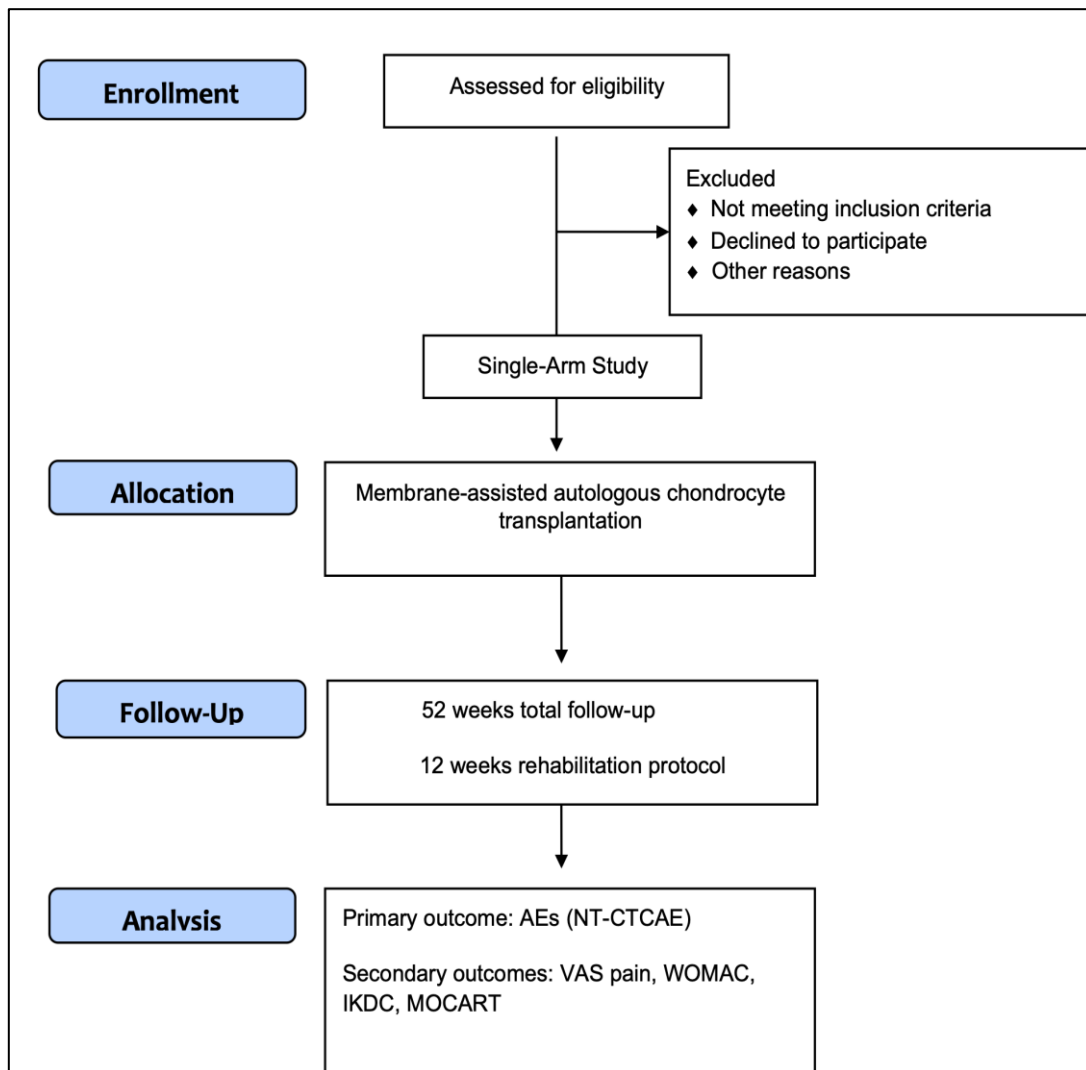 Enrollment
Assessed for eligibility
Excluded
♦ Not meeting inclusion criteria
♦ Declined to participate
♦ Other reasons
Single-Arm Study
Allocation
Membrane-assisted autologous chondrocyte
transplantation
Follow-Up
52 weeks total follow-up
12 weeks rehabilitation protocol
Analysis
Primary outcome: AEs (NT-CTCAE)
Secondary outcomes: VAS pain, WOMAC,
IKDC, MOCART